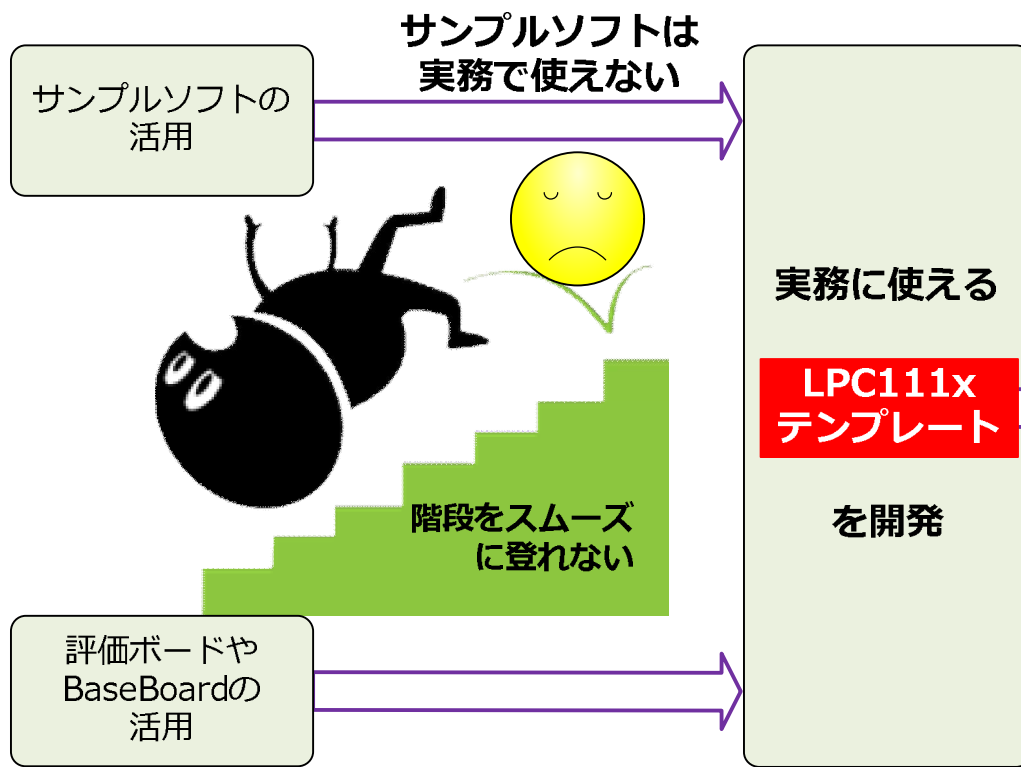 サンプルソフトは
実務で使えない
サンプルソフトの
活用
実務に使える
LPC111x
テンプレート
を開発
階段をスムーズ
に登れない
評価ボードや
BaseBoardの
活用